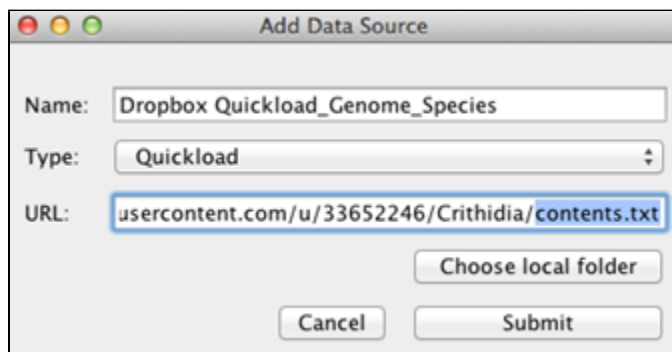 Add Data Source
Name: Dropbox Quickload_Genome_Species
Type: Quickload
URL: usercontent.com/u/33652246/Crithidia/contents.txt
Choose local folder
Cancel Submit